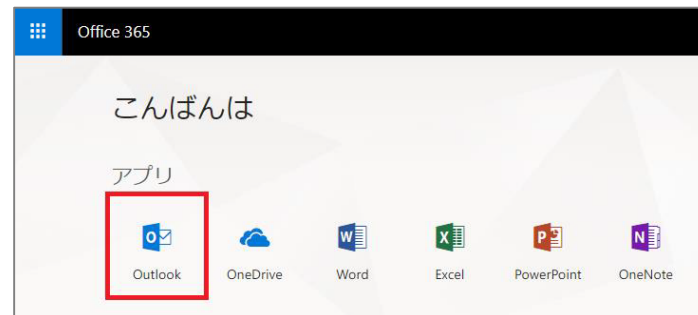 Office 365
こんばんは
アプリ
Outlook OneDrive Word Excel PowerPoint OneNote